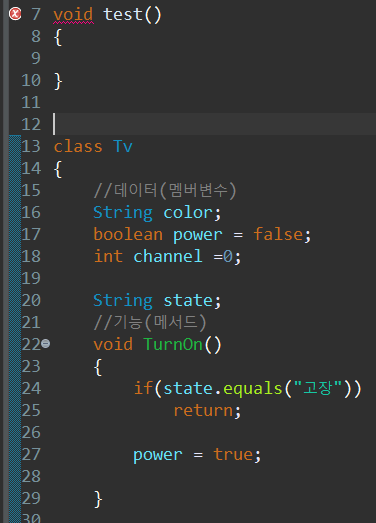 7 void test()
8 {
9
10 }
11
12
13 class Tv
14 {
15 //데이터(멤버변수)
16 String color;
17 boolean power = false;
18 int channel =0;
19
20 String state;
21 //기능(메서드)
22 void TurnOn()
23 {
24 if(state.equals("고장"))
25 return;
26
27 power = true;
28
29 }
30